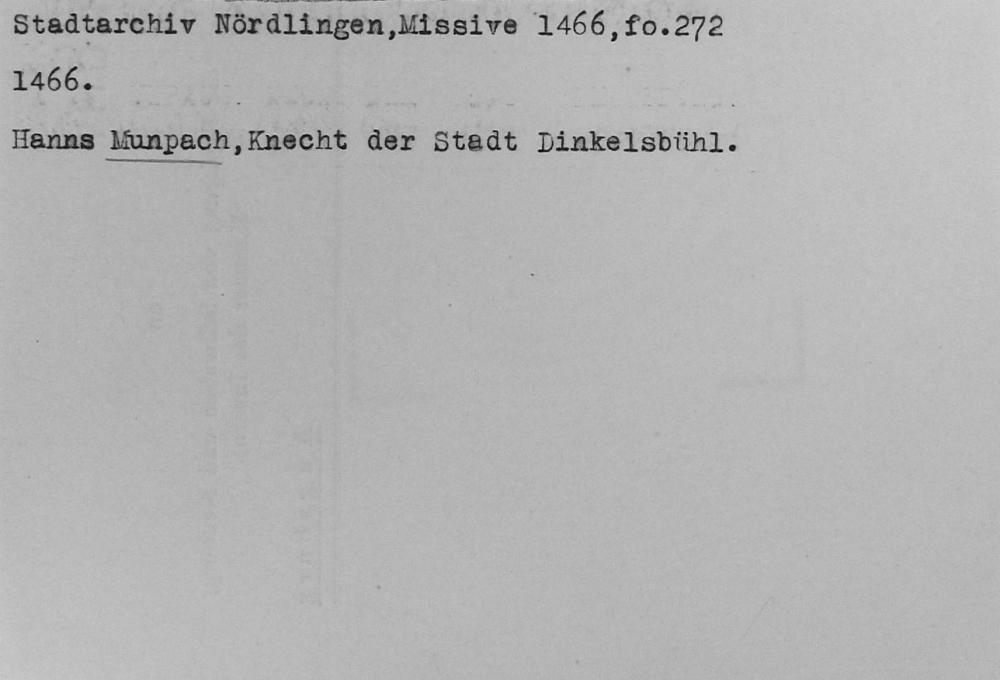 Stadtarchiv Nördlingen,Missive 1466,fo.272
1466.
Hanns Munpach,Knecht der Stadt Dinkelsbühl.